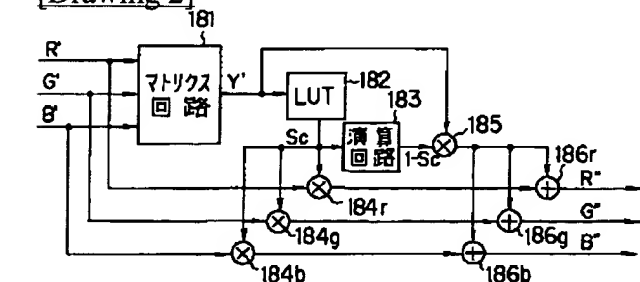 [Drawing 2]
181
R'
G'
B'
マトリクス
回路
Y'
LUT
182
183
Sc
演算
回路
1-Sc
185
186r
R"
184r
184g
186g
G"
184b
186b
B"